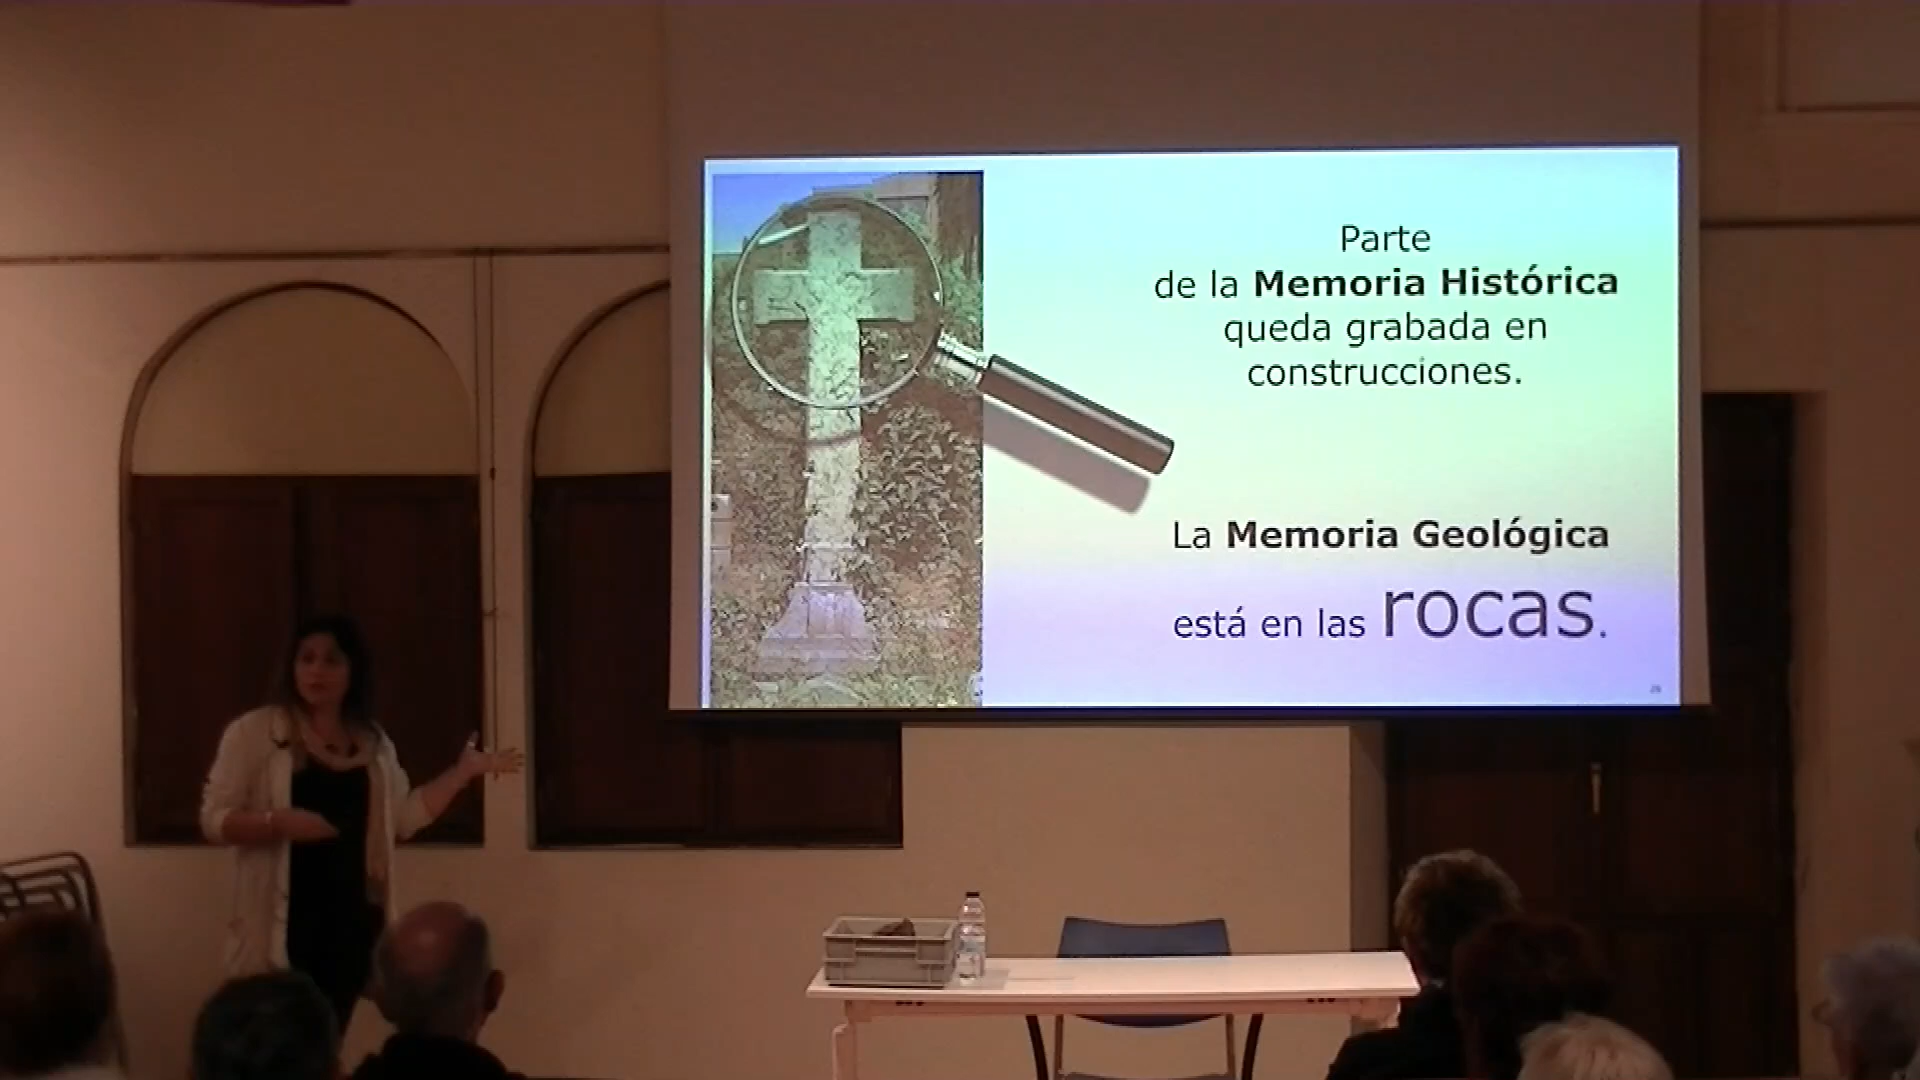 Parte
de la Memoria Histórica
queda grabada en
construcciones.
La Memoria Geológica
está en las rocas.